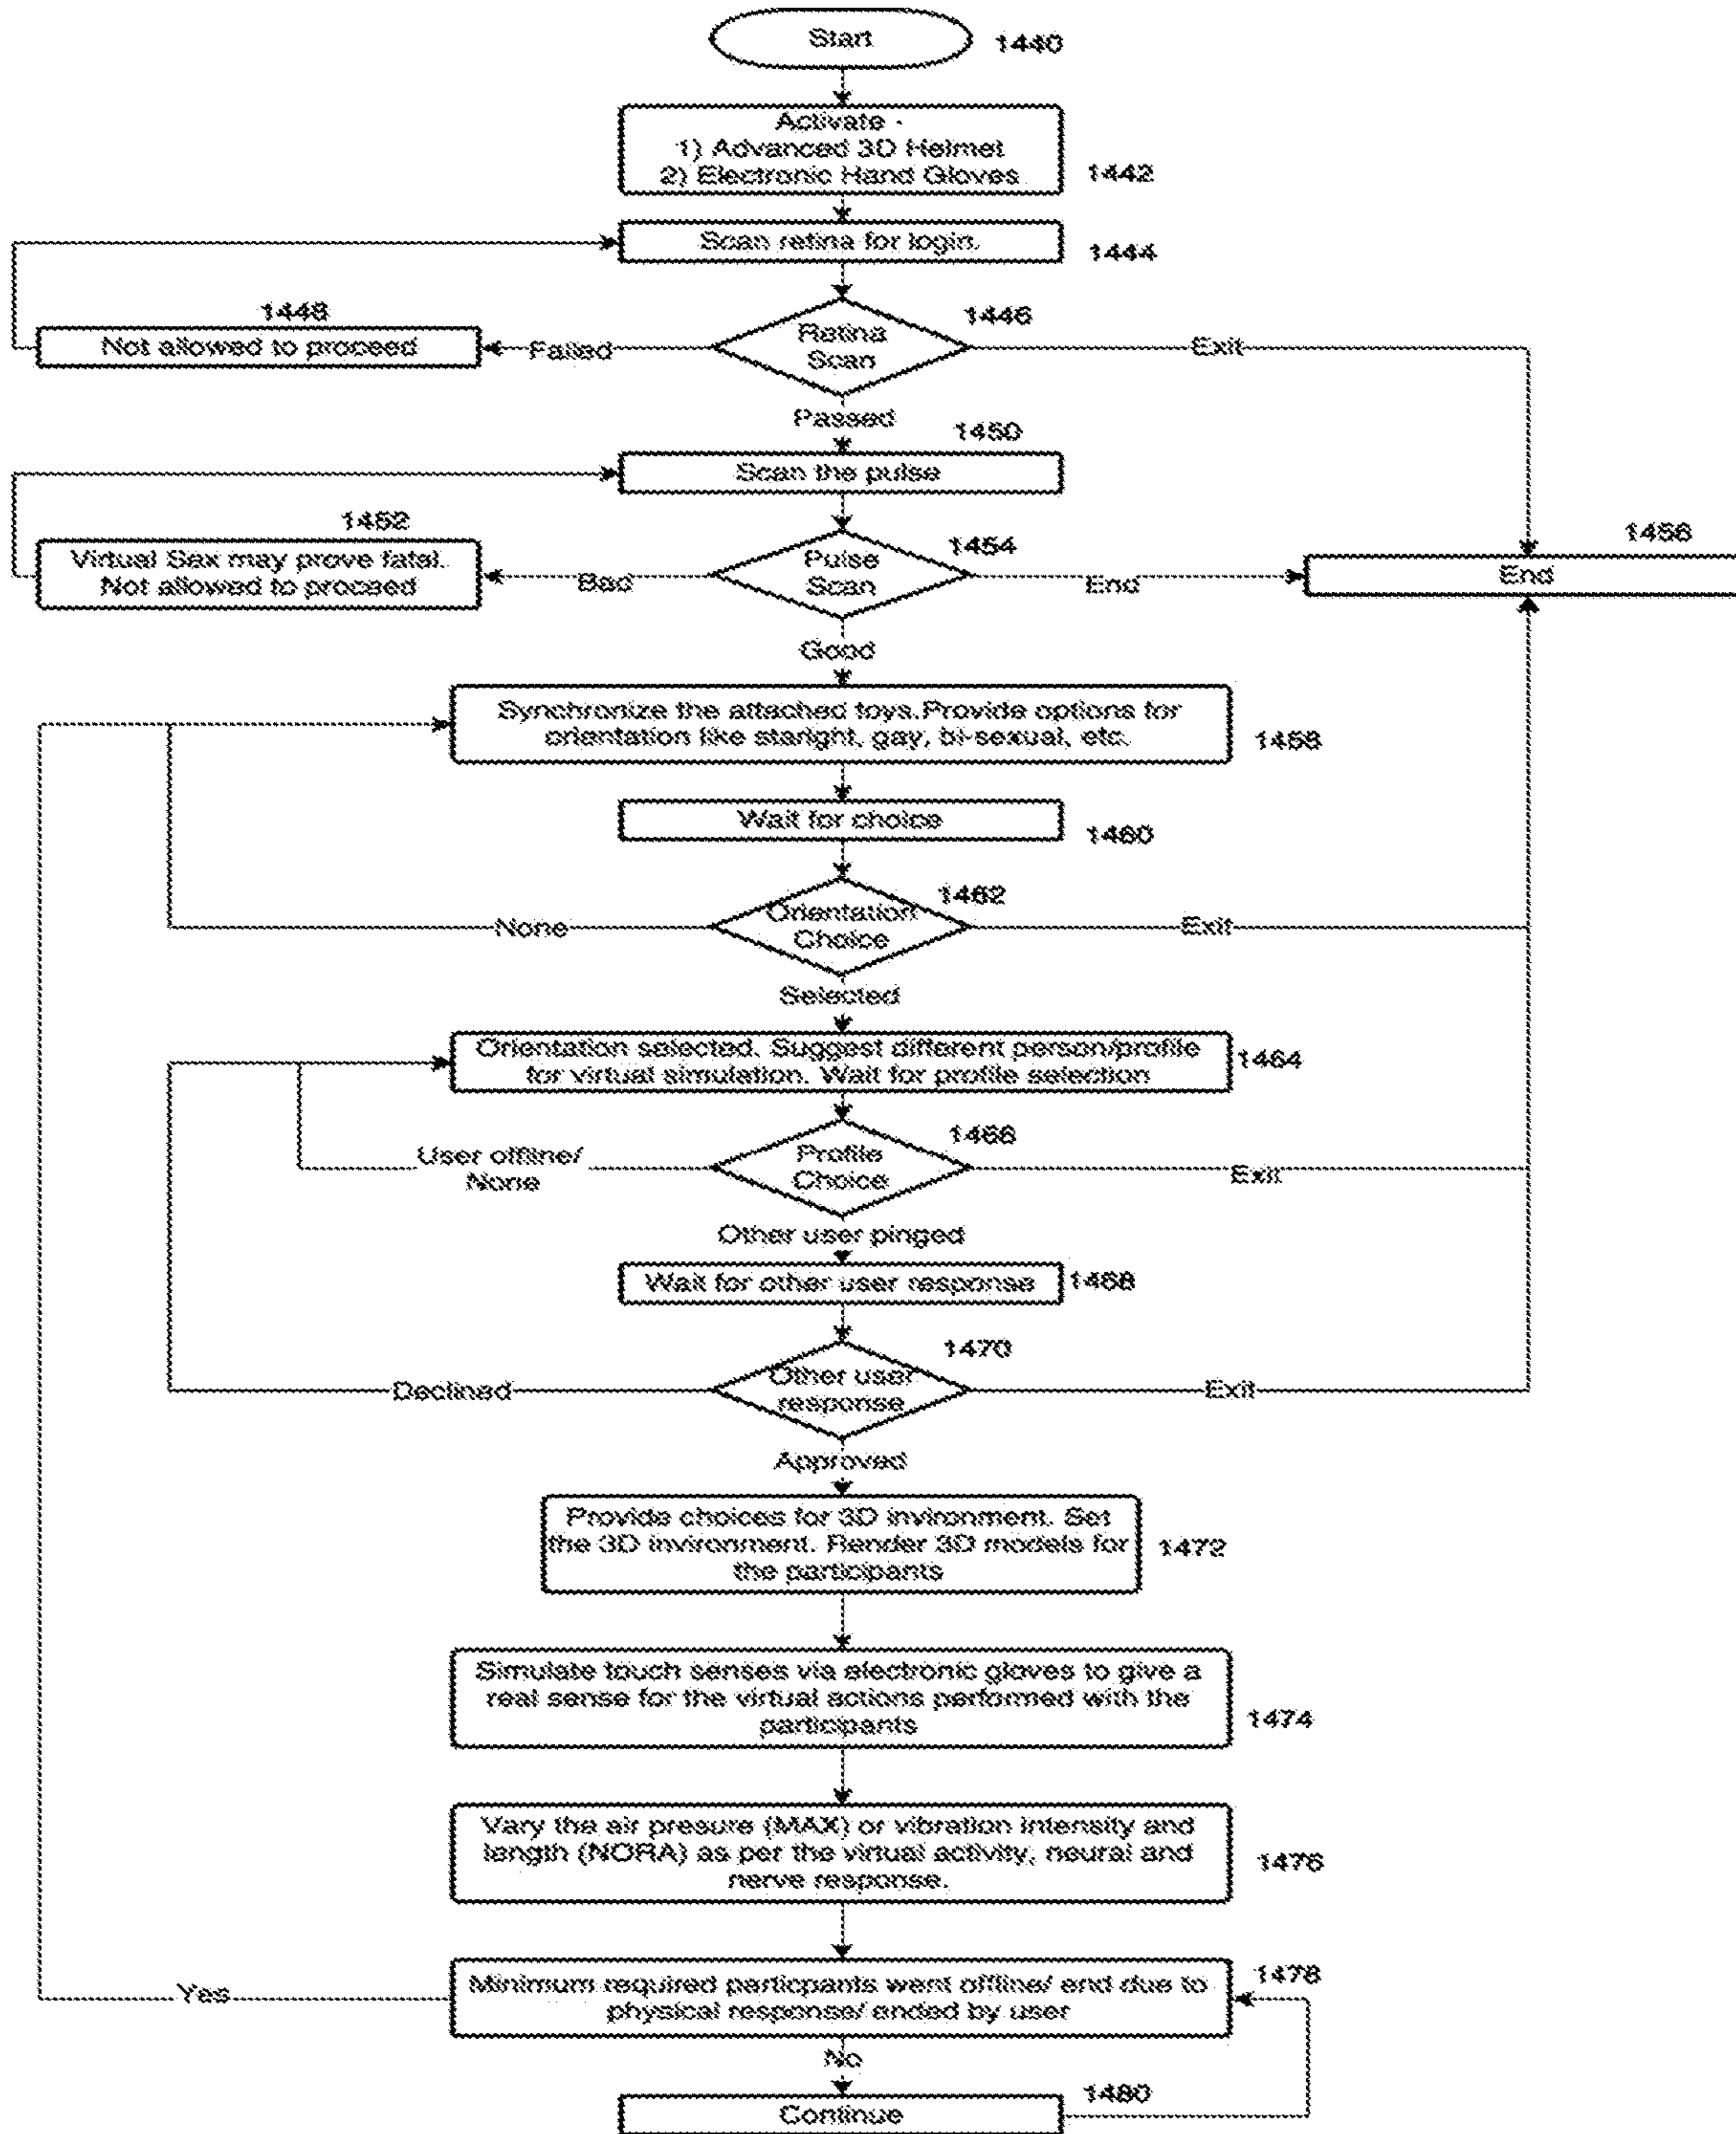 Start
1440
Activate -
1) Advanced 3D Helmet
2) Electronic Hand Gloves
1442
Scan retina for login.
1444
1448
Not allowed to proceed
Failed
Retina
Scan
1446
Exit
Passed
1450
Scan the pulse
1452
Virtual Sex may prove fatal.
Not allowed to proceed
Bad
Pulse
Scan
1454
End
1456
End
Good
Synchronize the attached toys.Provide options for
orientation like staright, gay, bi-sexual, etc.
1458
Wait for choice
1460
None
Orientation
Choice
1462
Exit
Selected
Orientation selected. Suggest different person/profile
for virtual simulation. Wait for profile selection
1464
User offline/
None
Profile
Choice
1466
Exit
Other user pinged
Wait for other user response
1468
Declined
Other user
response
1470
Exit
Approved
Provide choices for 3D invironment. Set
the 3D invironment. Render 3D models for
the participants
1472
Simulate touch senses via electronic gloves to give a
real sense for the virtual actions performed with the
participants
1474
Vary the air presure (MAX) or vibration intensity and
length (NORA) as per the virtual activity, neural and
nerve response.
1476
Yes
Minimum required particpants went offline/ end due to
physical response/ ended by user
1478
No
Continue
1480